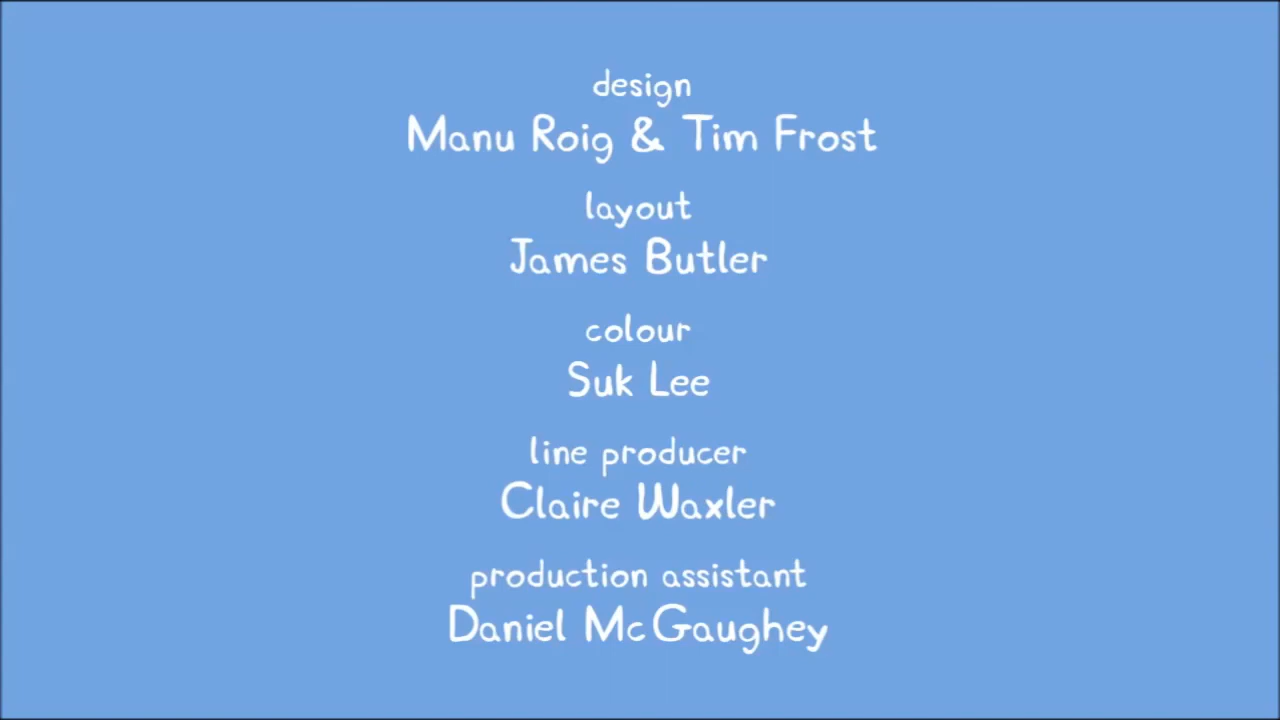 design
Manu Roig & Tim Frost
layout
James Butler
colour
Suk Lee
line producer
Claire Waxler
production assistant
Daniel McGaughey